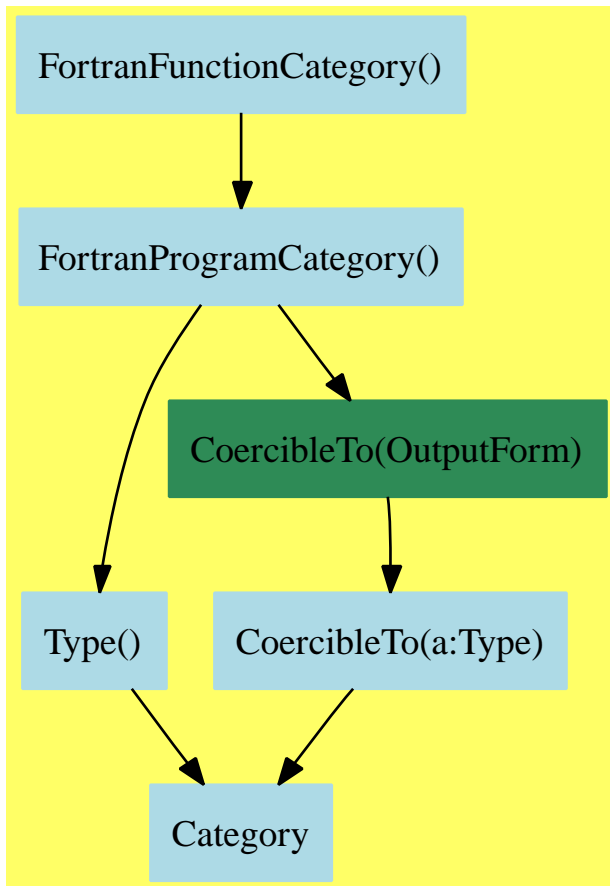 FortranFunctionCategory()
FortranProgramCategory()
CoercibleTo(OutputForm)
Type()
CoercibleTo(a:Type)
Category